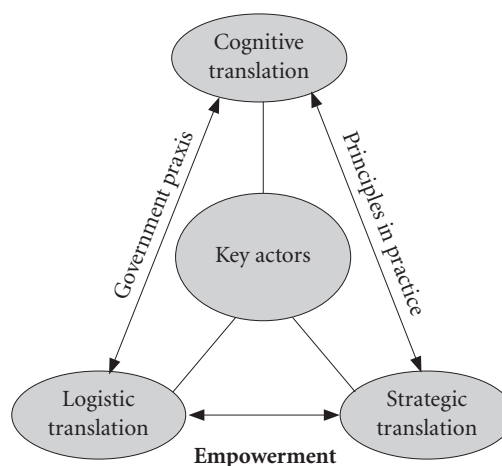 Cognitive
translation
Government praxis
Principles in practice
Key actors
Logistic
translation
Strategic
translation
Empowerment